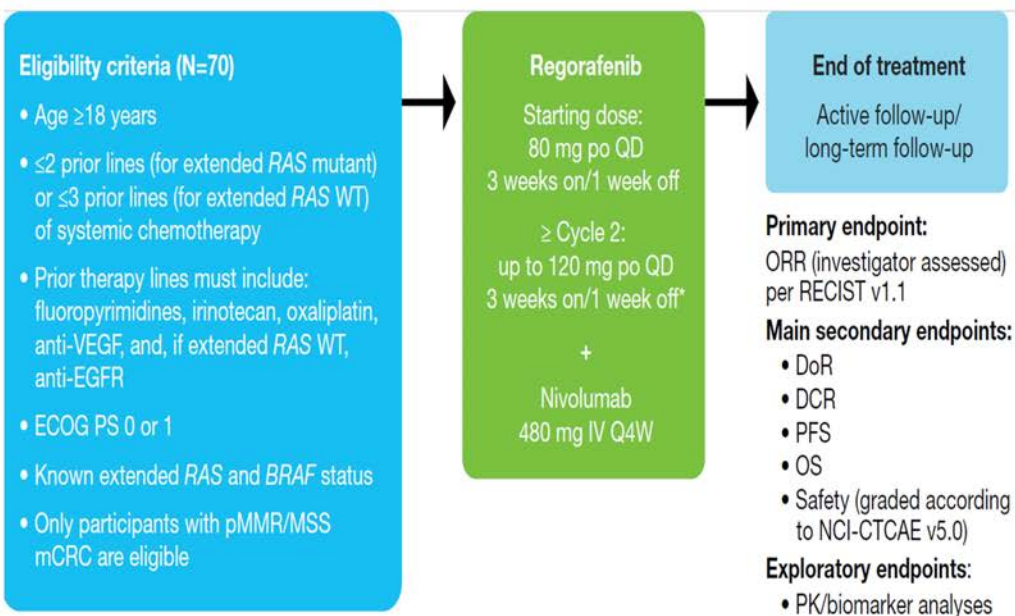 Eligibility criteria (N=70)
• Age ≥18 years
• ≤2 prior lines (for extended RAS mutant)
or ≤3 prior lines (for extended RAS WT)
of systemic chemotherapy
• Prior therapy lines must include:
fluoropyrimidines, irinotecan, oxaliplatin,
anti-VEGF, and, if extended RAS WT,
anti-EGFR
• ECOG PS 0 or 1
• Known extended RAS and BRAF status
• Only participants with pMMR/MSS
mCRC are eligible
Regorafenib
Starting dose:
80 mg po QD
3 weeks on/1 week off
≥ Cycle 2:
up to 120 mg po QD
3 weeks on/1 week off*
+
Nivolumab
480 mg IV Q4W
End of treatment
Active follow-up/
long-term follow-up
Primary endpoint:
ORR (investigator assessed)
per RECIST v1.1
Main secondary endpoints:
• DoR
• DCR
• PFS
• OS
• Safety (graded according
to NCI-CTCAE v5.0)
Exploratory endpoints:
• PK/biomarker analyses